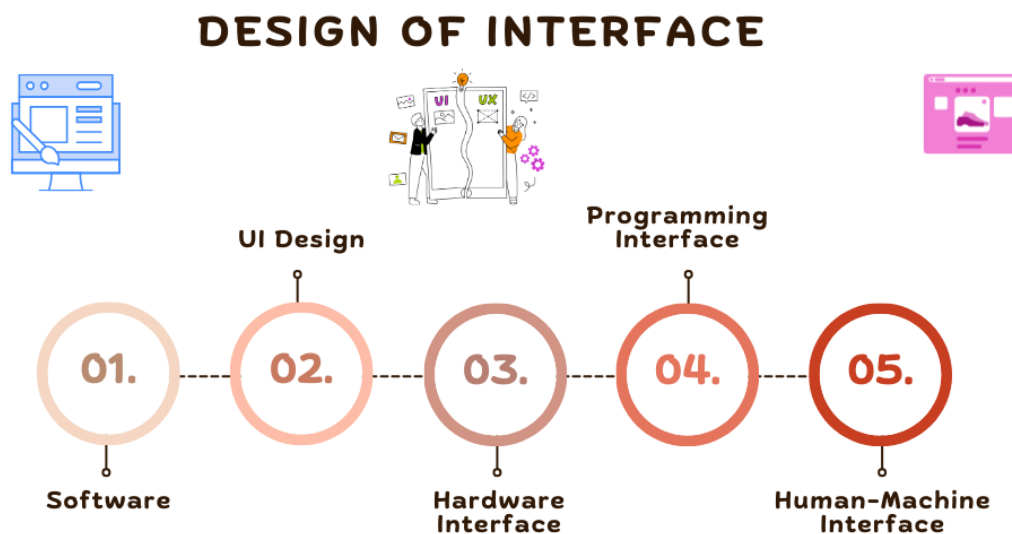 DESIGN OF INTERFACE
UI UX
</>
Programming
Interface
UI Design
01. 02. 03. 04. 05.
Software
Hardware
Interface
Human-Machine
Interface